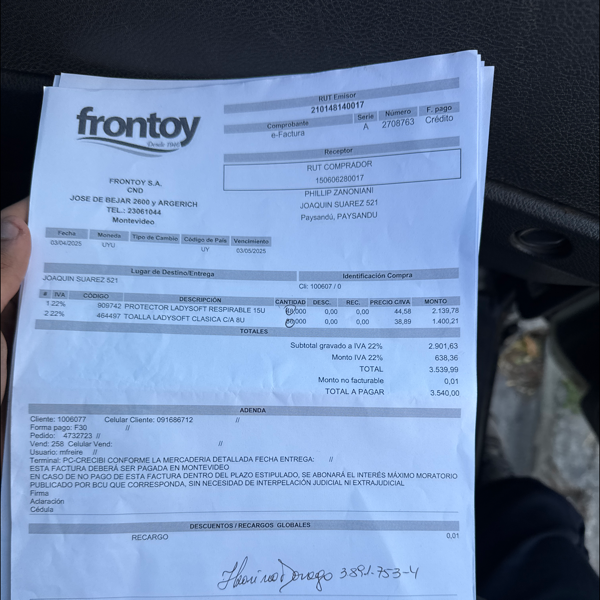 frontoy
Desde 1968
RUT Emisor
210148140017
Comprobante Serie Número F. pago
e-Factura A 2708763 Crédito
Receptor
RUT COMPRADOR
150606280017
PHILLIP ZANONIANI
JOAQUIN SUAREZ 521
Paysandú, PAYSANDU
FRONTOY S.A.
CND
JOSE DE BEJAR 2600 y ARGERICH
TEL.: 23061044
Montevideo
Fecha Moneda Tipo de Cambio Código de País Vencimiento
03/04/2025 UYU UY 03/05/2025
Lugar de Destino/Entrega Identificación Compra
JOAQUIN SUAREZ 521 Cli: 100607 / 0
# IVA CÓDIGO DESCRIPCIÓN CANTIDAD DESC. REC. PRECIO C/IVA MONTO
1 22% 909742 PROTECTOR LADYSOFT RESPIRABLE 15U 48,000 0,00 0,00 44,58 2.139,78
2 22% 464497 TOALLA LADYSOFT CLASICA C/A 8U 0,00 0,00 38,89 1.400,21
TOTALES
Subtotal gravado a IVA 22% 2.901,63
Monto IVA 22% 638,36
TOTAL 3.539,99
Monto no facturable 0,01
TOTAL A PAGAR 3.540,00
ADENDA
Cliente: 1006077 Celular Cliente: 091686712 //
Forma pago: F30 //
Pedido: 4732723 //
Vend: 258 Celular Vend: //
Usuario: mfreire //
Terminal: PC-CRECIBI CONFORME LA MERCADERIA DETALLADA FECHA ENTREGA: //
ESTA FACTURA DEBERÁ SER PAGADA EN MONTEVIDEO
EN CASO DE NO PAGO DE ESTA FACTURA DENTRO DEL PLAZO ESTIPULADO, SE ABONARÁ EL INTERÉS MÁXIMO MORATORIO
PUBLICADO POR BCU QUE CORRESPONDA, SIN NECESIDAD DE INTERPELACIÓN JUDICIAL NI EXTRAJUDICIAL
Firma
Aclaración
Cédula
DESCUENTOS / RECARGOS GLOBALES
RECARGO 0,01
3891-753-4